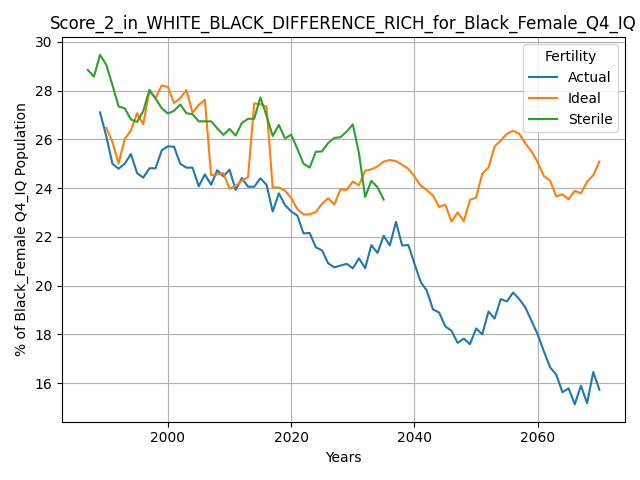 Score_2_in_WHITE_BLACK_DIFFERENCE_RICH_for_Black_Female_Q4_IQ
% of Black_Female Q4_IQ Population
30
28
26
24
22
20
18
16
Fertility
Actual
Ideal
Sterile
2000 2020 2040 2060
Years